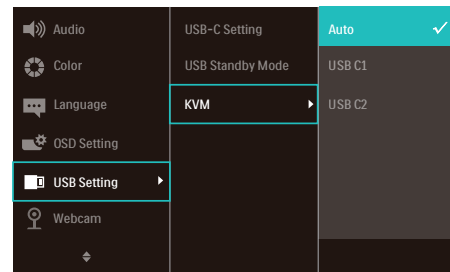 Audio
Color
Language
OSD Setting
USB Setting
Webcam
USB-C Setting
USB Standby Mode
KVM
Auto
USB C1
USB C2